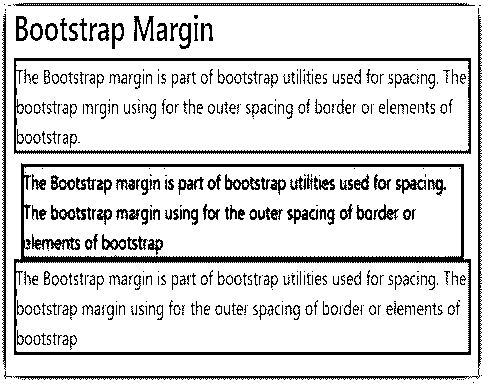 Bootstrap Margin
The Bootstrap margin is part of bootstrap utilities used for spacing. The
bootstrap mrgin using for the outer spacing of border or elements of
bootstrap.
The Bootstrap margin is part of bootstrap utilities used for spacing.
The bootstrap margin using for the outer spacing of border or
elements of bootstrap
The Bootstrap margin is part of bootstrap utilities used for spacing. The
bootstrap margin using for the outer spacing of border or elements of
bootstrap